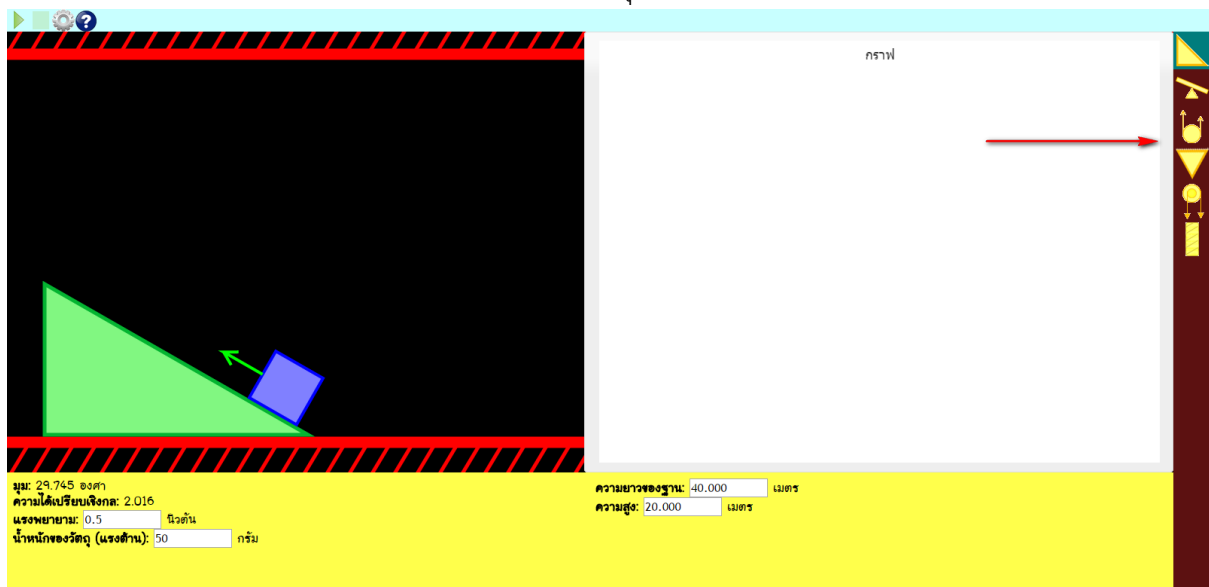 ?
กราฟ
มุม: 29.745 องศา
ความได้เปรียบเชิงกล: 2.016
แรงพยายาม: 0.5 นิวตัน
น้ำหนักของวัตถุ (แรงต้าน): 50 กรัม
ความยาวของฐาน: 40.000 เมตร
ความสูง: 20.000 เมตร